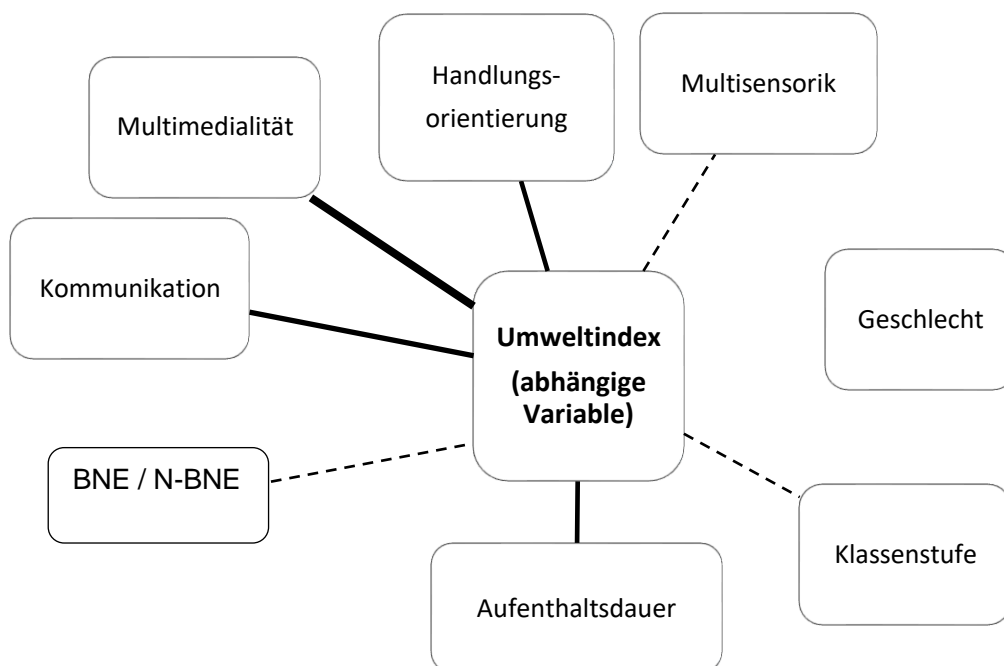 Handlungs-
orientierung
Multisensorik
Multimedialität
Kommunikation
Geschlecht
Umweltindex
(abhängige
Variable)
BNE / N-BNE
Klassenstufe
Aufenthaltsdauer